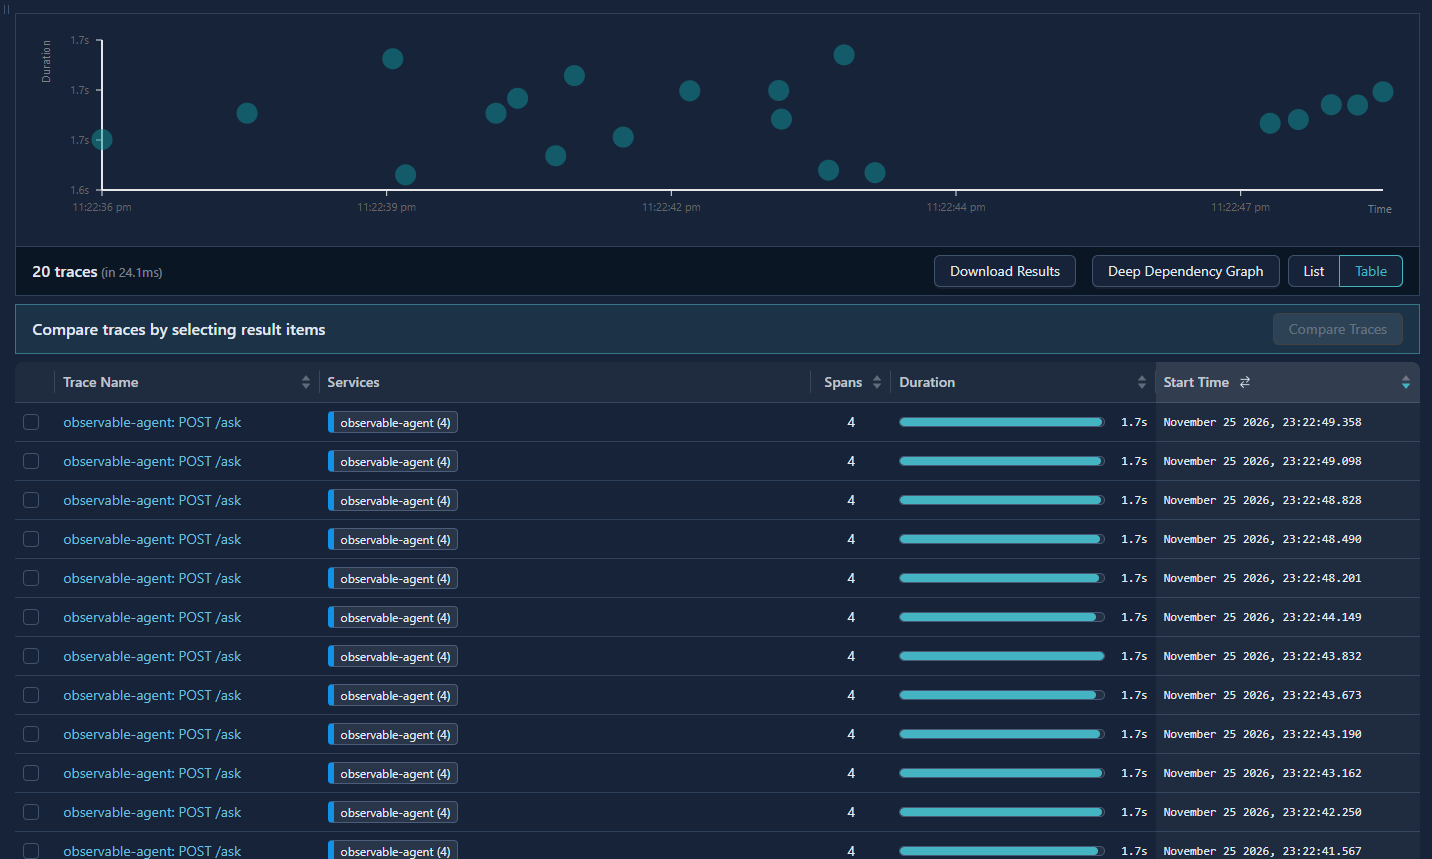 Duration
1.7s
1.7s
1.7s
1.6s
11:22:36 pm 11:22:39 pm 11:22:42 pm 11:22:44 pm 11:22:47 pm Time
20 traces (in 24.1ms) Download Results Deep Dependency Graph List Table
Compare traces by selecting result items Compare Traces
Trace Name Services Spans Duration Start Time
observable-agent: POST /ask observable-agent (4) 4 1.7s November 25 2026, 23:22:49.358
observable-agent: POST /ask observable-agent (4) 4 1.7s November 25 2026, 23:22:49.098
observable-agent: POST /ask observable-agent (4) 4 1.7s November 25 2026, 23:22:48.828
observable-agent: POST /ask observable-agent (4) 4 1.7s November 25 2026, 23:22:48.490
observable-agent: POST /ask observable-agent (4) 4 1.7s November 25 2026, 23:22:48.201
observable-agent: POST /ask observable-agent (4) 4 1.7s November 25 2026, 23:22:44.149
observable-agent: POST /ask observable-agent (4) 4 1.7s November 25 2026, 23:22:43.832
observable-agent: POST /ask observable-agent (4) 4 1.7s November 25 2026, 23:22:43.673
observable-agent: POST /ask observable-agent (4) 4 1.7s November 25 2026, 23:22:43.190
observable-agent: POST /ask observable-agent (4) 4 1.7s November 25 2026, 23:22:43.162
observable-agent: POST /ask observable-agent (4) 4 1.7s November 25 2026, 23:22:42.250
observable-agent: POST /ask observable-agent (4) 4 1.7s November 25 2026, 23:22:41.567